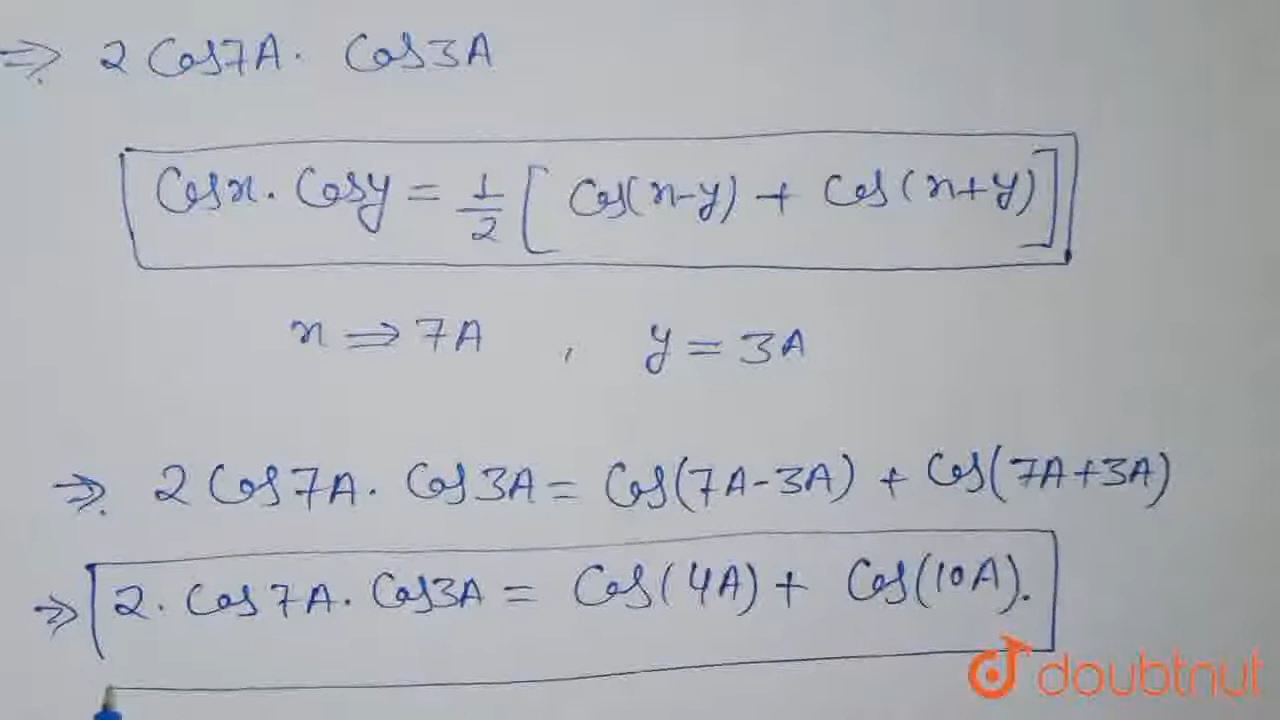 ⇒ 2 Cos7A. Cos3A
Cosx. Cosy = 1/2 [ Cos(x-y) + Cos(x+y) ]
x ⇒ 7A , y = 3A
⇒ 2 Cos7A. Cos3A = Cos(7A-3A) + Cos(7A+3A)
⇒ 2. Cos7A. Cos3A = Cos(4A) + Cos(10A).
doubtnut